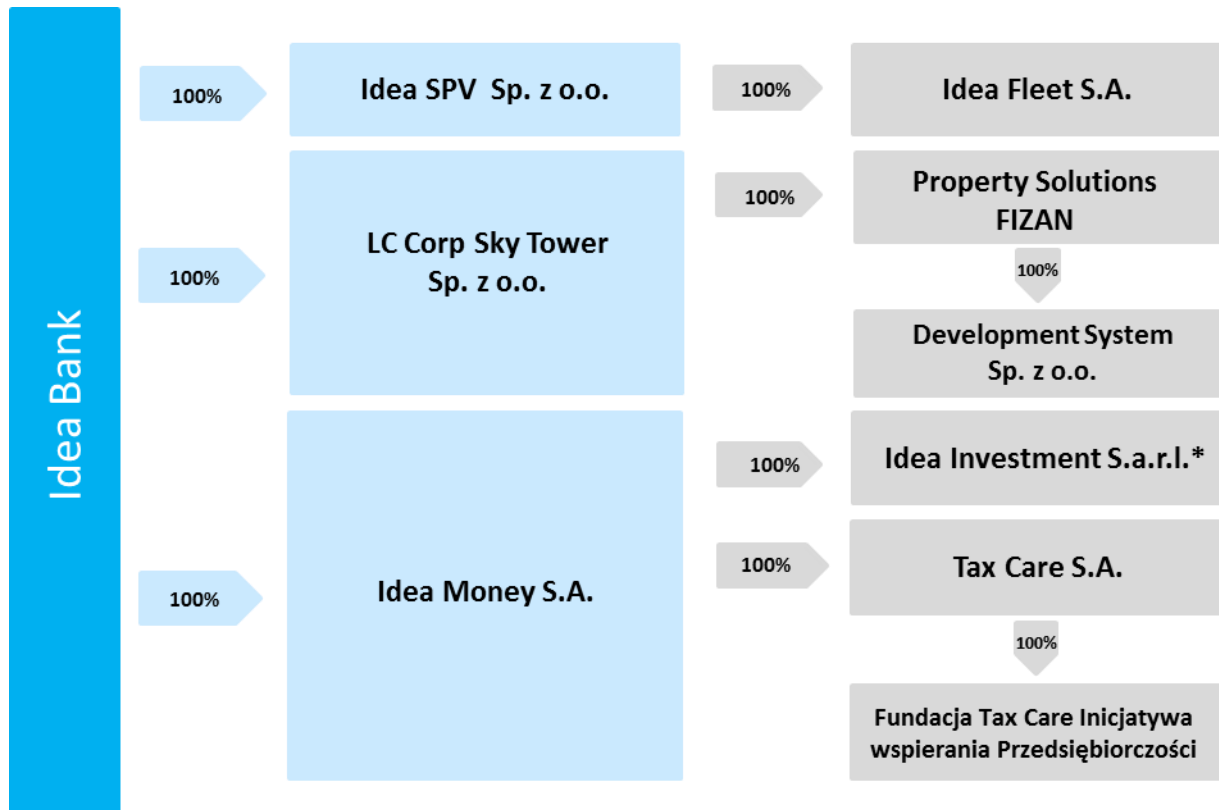 Idea Bank
100%
Idea SPV Sp. z o.o.
100%
Idea Fleet S.A.
100%
LC Corp Sky Tower
Sp. z o.o.
100%
Property Solutions
FIZAN
100%
Development System
Sp. z o.o.
100%
Idea Money S.A.
100%
Idea Investment S.a.r.l.*
100%
Tax Care S.A.
100%
Fundacja Tax Care Inicjatywa
wspierania Przedsiębiorczości